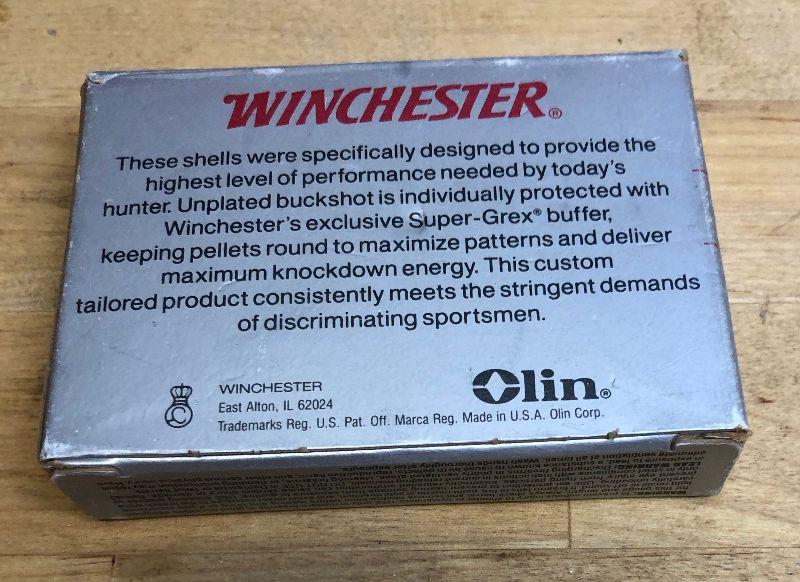 WINCHESTER®
These shells were specifically designed to provide the
highest level of performance needed by today's
hunter. Unplated buckshot is individually protected with
Winchester's exclusive Super-Grex® buffer,
keeping pellets round to maximize patterns and deliver
maximum knockdown energy. This custom
tailored product consistently meets the stringent demands
of discriminating sportsmen.
C
WINCHESTER
East Alton, IL 62024
Trademarks Reg. U.S. Pat. Off. Marca Reg. Made in U.S.A. Olin Corp.
Olin®
LEAD WARNING: